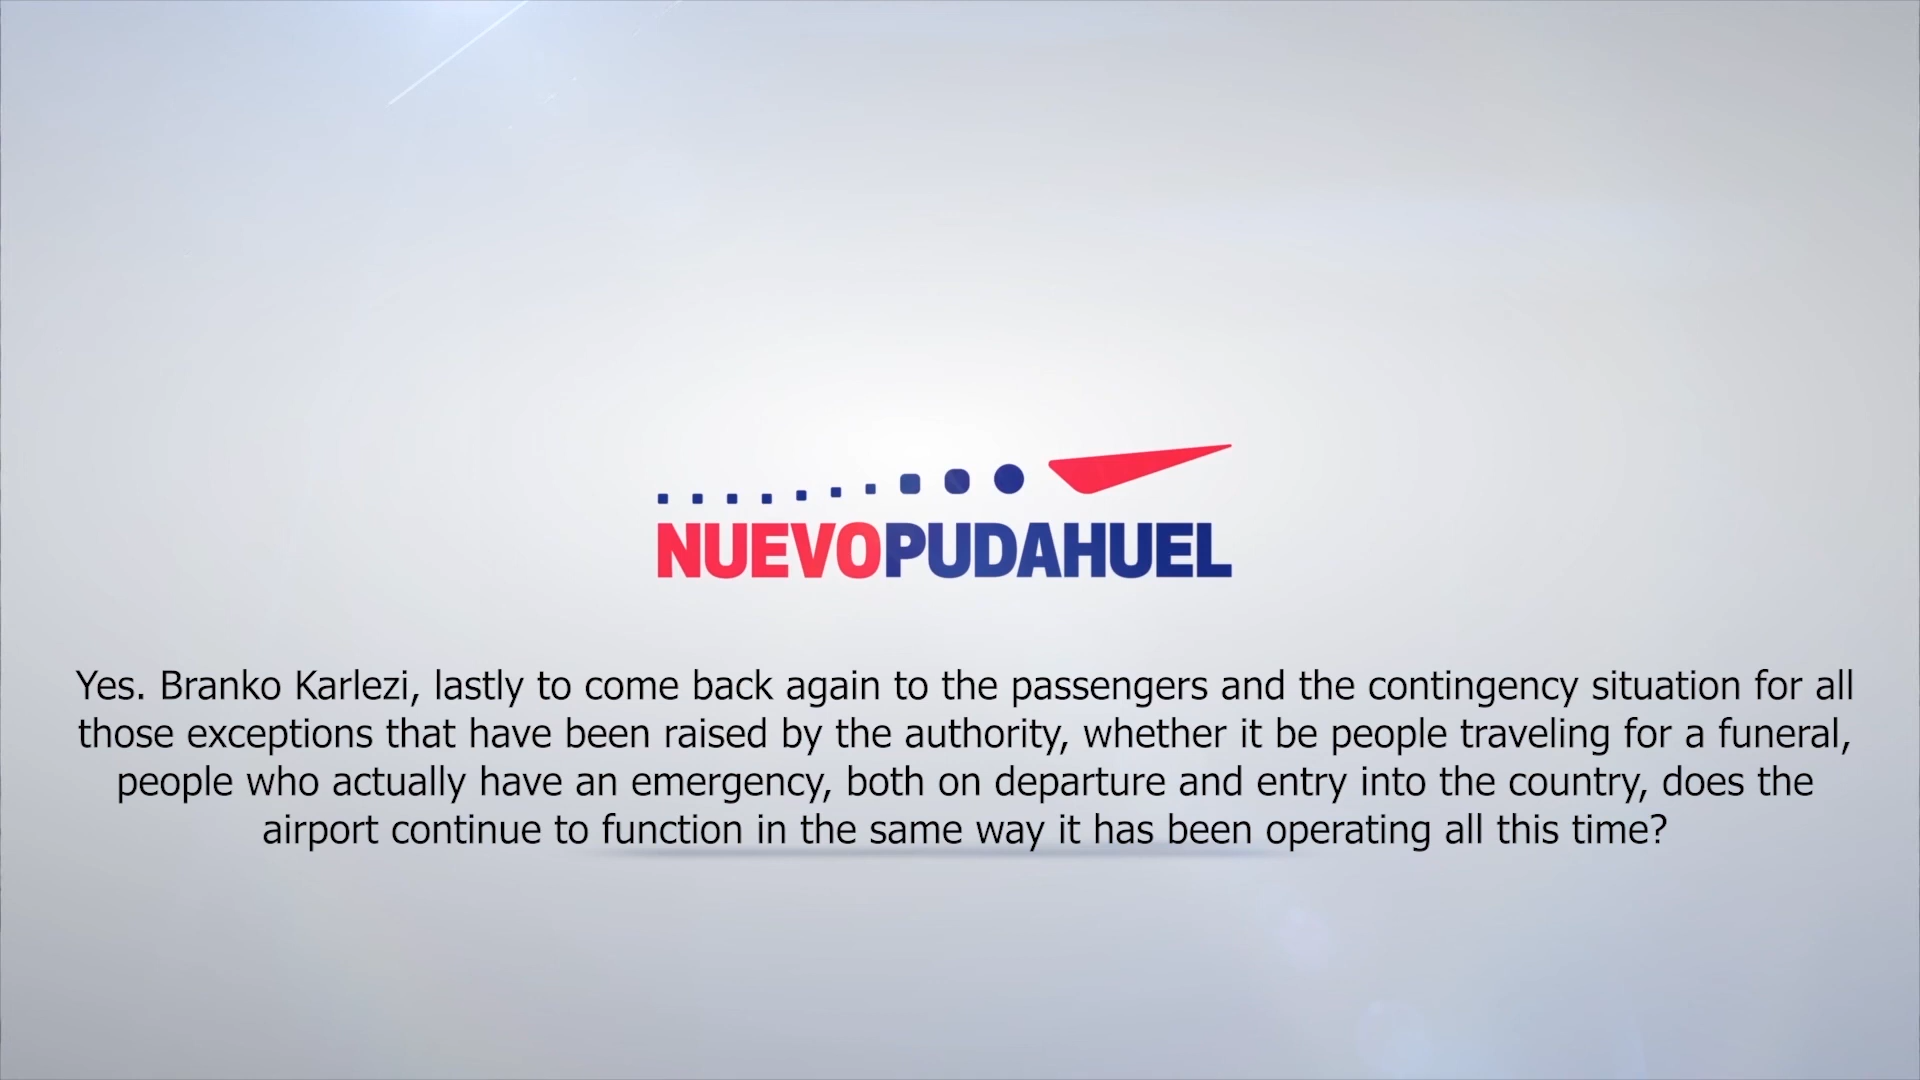 NUEVOPUDAHUEL
Yes. Branko Karlezi, lastly to come back again to the passengers and the contingency situation for all
those exceptions that have been raised by the authority, whether it be people traveling for a funeral,
people who actually have an emergency, both on departure and entry into the country, does the
airport continue to function in the same way it has been operating all this time?